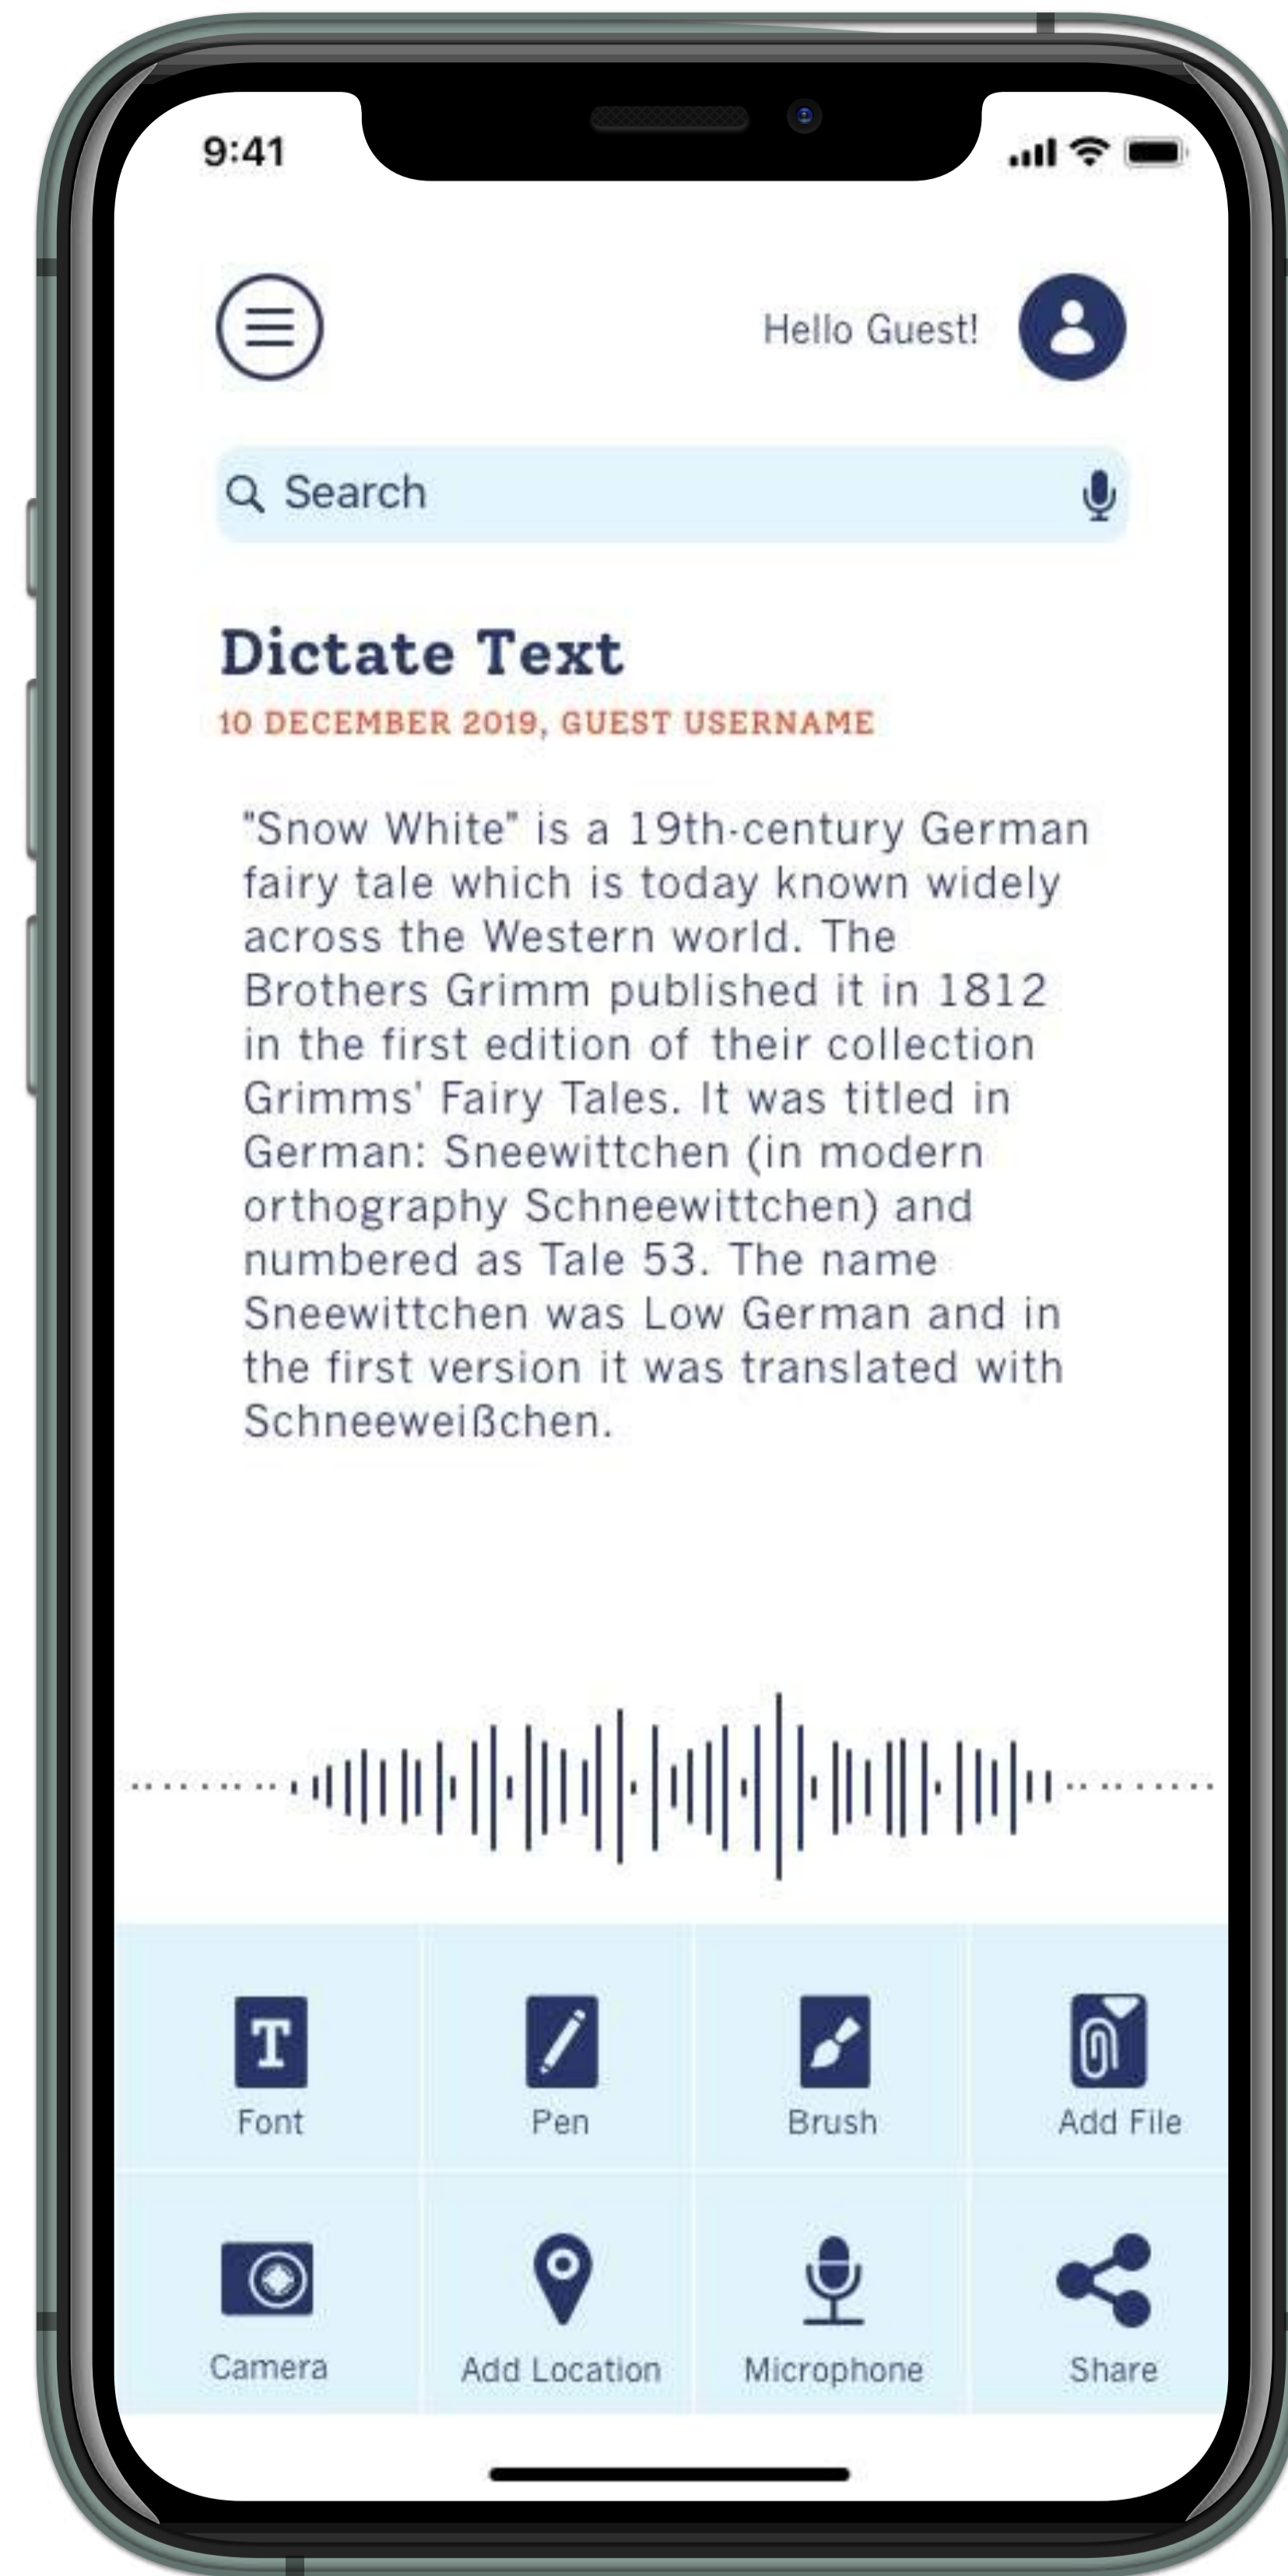 9:41
Hello Guest!
Search
Dictate Text
10 DECEMBER 2019, GUEST USERNAME
"Snow White" is a 19th-century German
fairy tale which is today known widely
across the Western world. The
Brothers Grimm published it in 1812
in the first edition of their collection
Grimms' Fairy Tales. It was titled in
German: Sneewittchen (in modern
orthography Schneewittchen) and
numbered as Tale 53. The name
Sneewittchen was Low German and in
the first version it was translated with
Schneeweißchen.
T
Font Pen Brush Add File
Camera Add Location Microphone Share